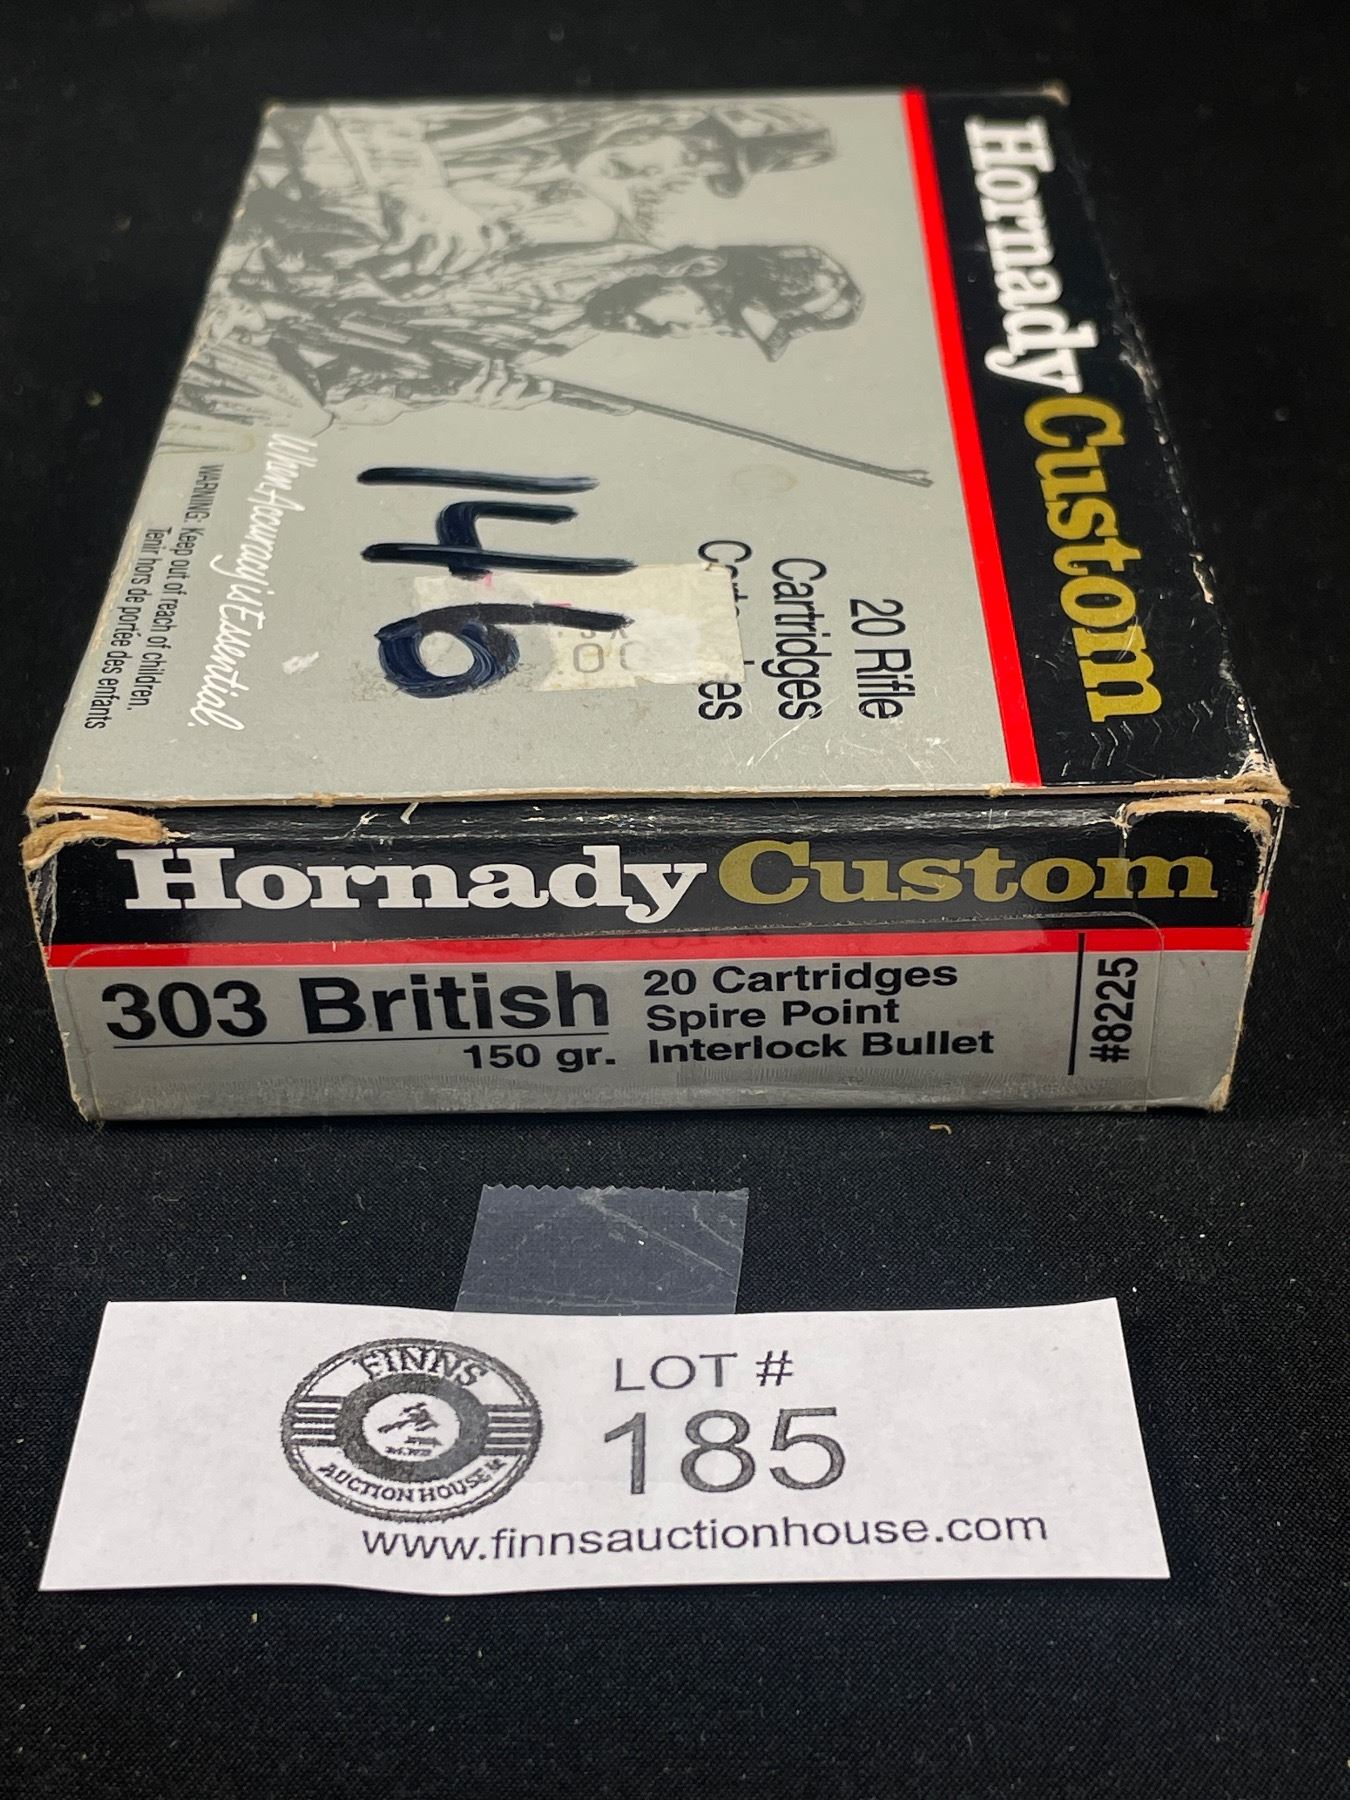 Hornady Custom
20 Rifle
Cartridges
149
When Accuracy is Essential.
WARNING: Keep out of reach of children.
Tenir hors de portée des enfants
Hornady Custom
303 British
150 gr.
20 Cartridges
Spire Point
Interlock Bullet
#8225
FINNS
AUCTION HOUSE
LOT #
185
www.finnsauctionhouse.com